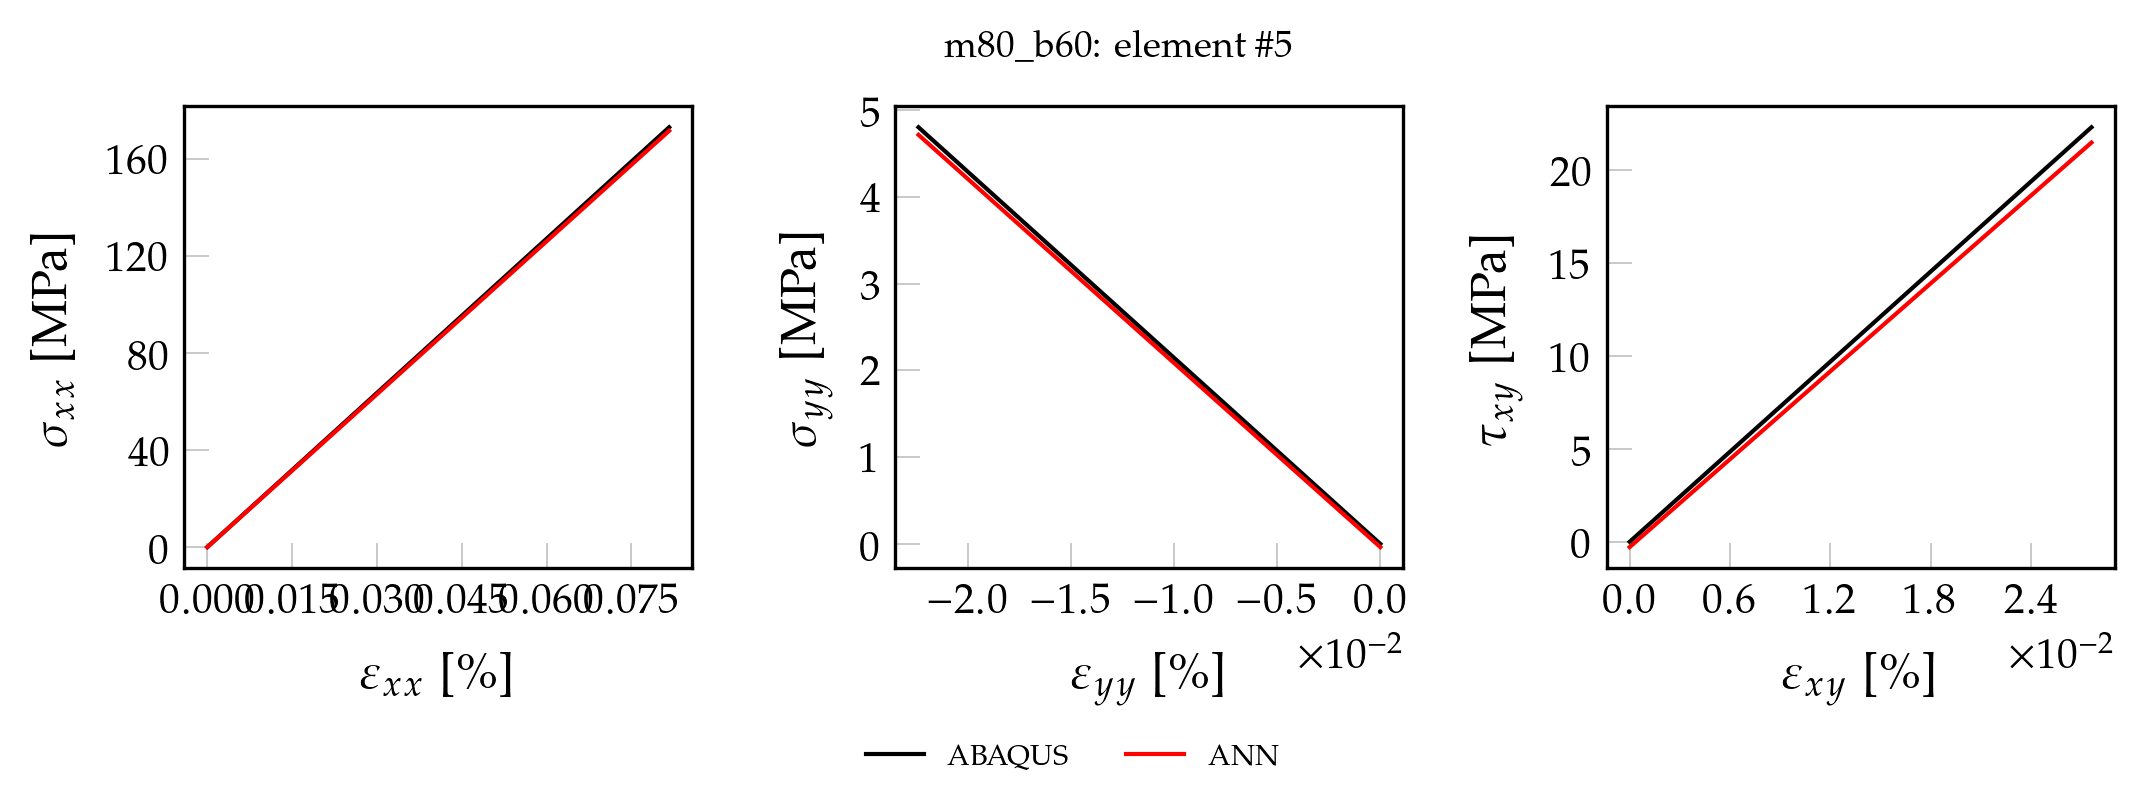 m80_b60: element #5
σxx [MPa]
160
120
80
40
0
0.000 0.015 0.030 0.045 0.060 0.075
εxx [%]
σyy [MPa]
5
4
3
2
1
0
−2.0 −1.5 −1.0 −0.5 0.0
×10⁻²
εyy [%]
τxy [MPa]
20
15
10
5
0
0.0 0.6 1.2 1.8 2.4
×10⁻²
εxy [%]
ABAQUS ANN